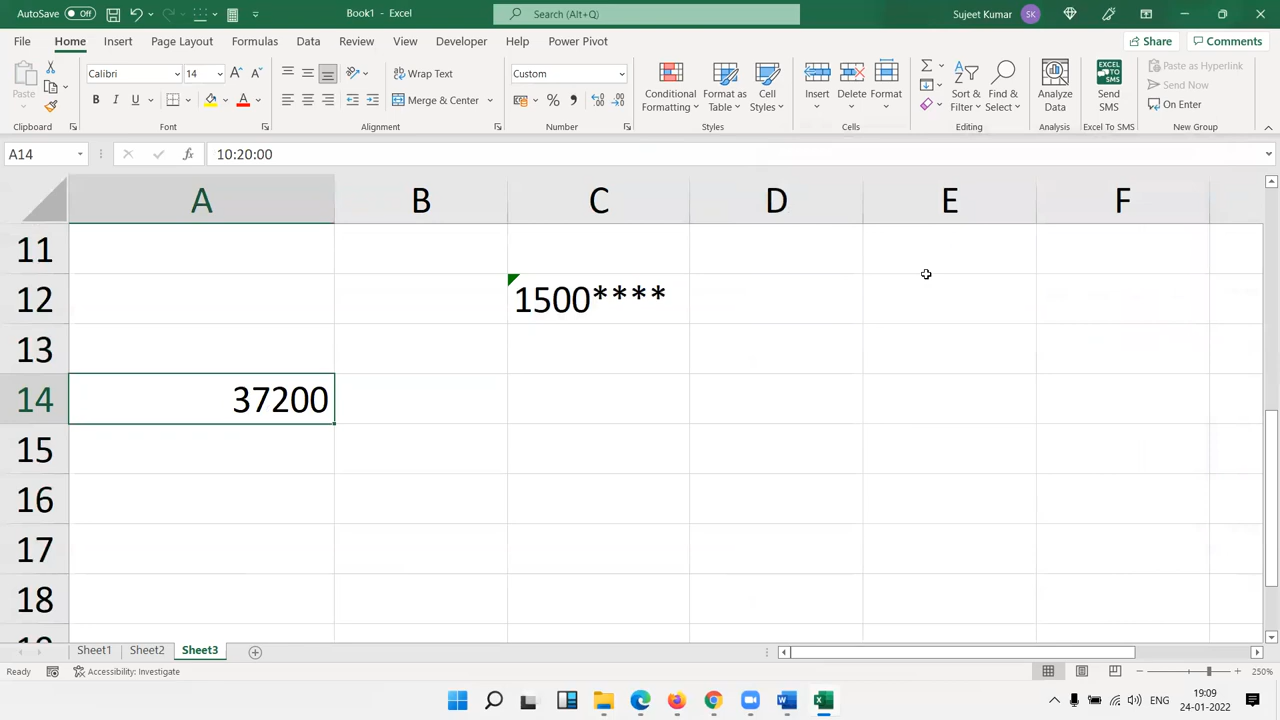 AutoSave Off Book1 - Excel Search (Alt+Q) Sujeet Kumar SK
File Home Insert Page Layout Formulas Data Review View Developer Help Power Pivot Share Comments
Paste Calibri 14 A A Wrap Text Custom Conditional Formatting Format as Table Cell Styles Insert Delete Format Sort & Filter Find & Select Analyze Data EXCEL TO SMS Send SMS Paste as Hyperlink
B I U A Merge & Center % Send Now
On Enter
Clipboard Font Alignment Number Styles Cells Editing Analysis Excel To SMS New Group
A14 fx 10:20:00
A B C D E F
11
12 1500****
13
14 37200
15
16
17
18
Sheet1 Sheet2 Sheet3
Ready Accessibility: Investigate 250%
ENG 19:09
24-01-2022